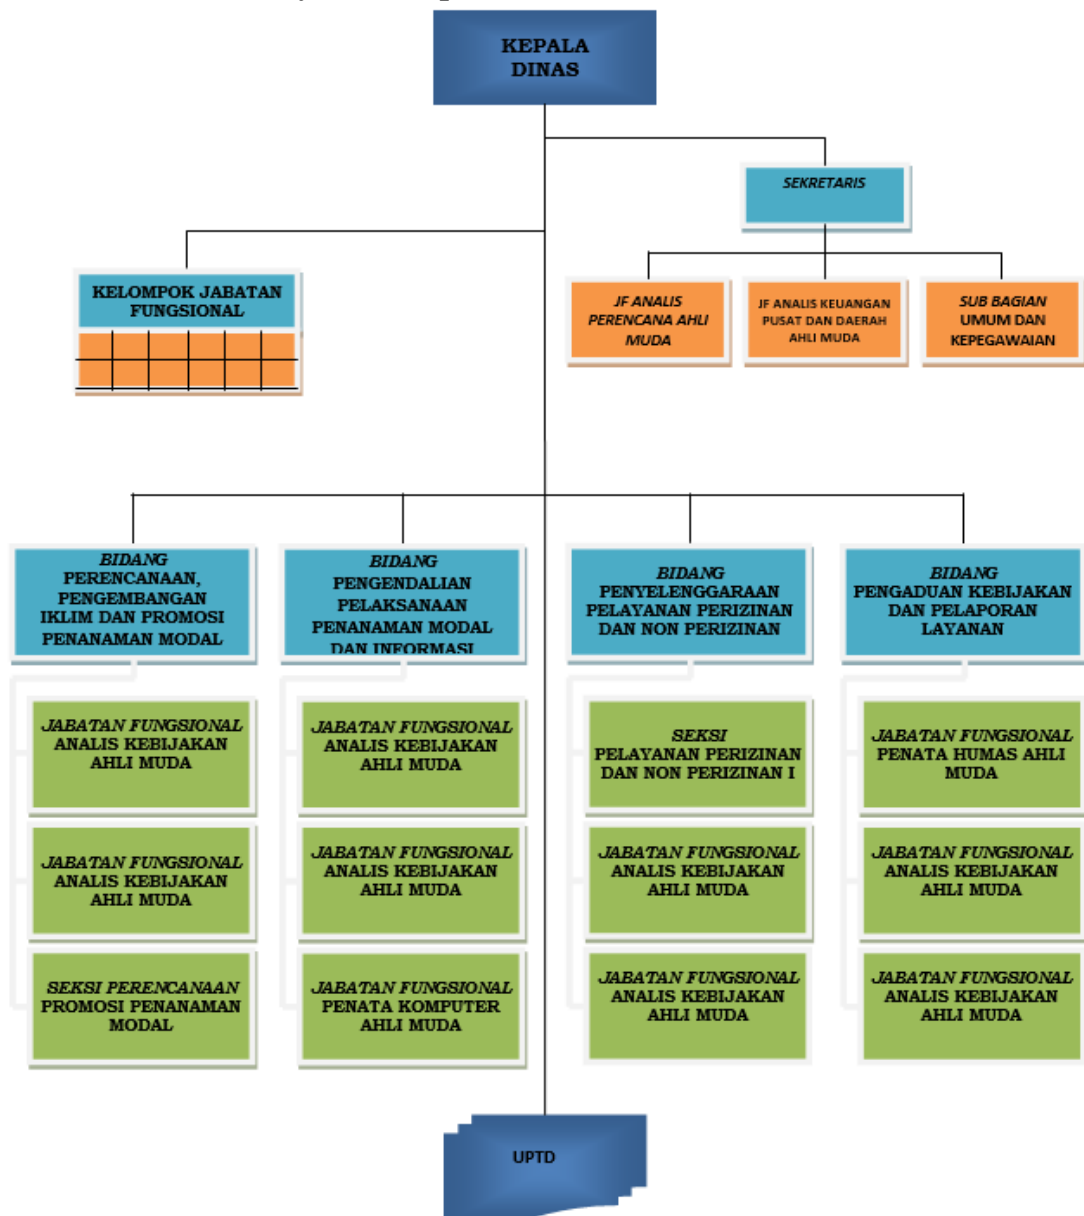 KEPALA
DINAS
SEKRETARIS
KELOMPOK JABATAN
FUNGSIONAL
JF ANALIS
PERENCANA AHLI
MUDA
JF ANALIS KEUANGAN
PUSAT DAN DAERAH
AHLI MUDA
SUB BAGIAN
UMUM DAN
KEPEGAWAIAN
BIDANG
PERENCANAAN,
PENGEMBANGAN
IKLIM DAN PROMOSI
PENANAMAN MODAL
BIDANG
PENGENDALIAN
PELAKSANAAN
PENANAMAN MODAL
DAN INFORMASI
BIDANG
PENYELENGGARAAN
PELAYANAN PERIZINAN
DAN NON PERIZINAN
BIDANG
PENGADUAN KEBIJAKAN
DAN PELAPORAN
LAYANAN
JABATAN FUNGSIONAL
ANALIS KEBIJAKAN
AHLI MUDA
JABATAN FUNGSIONAL
ANALIS KEBIJAKAN
AHLI MUDA
SEKSI
PELAYANAN PERIZINAN
DAN NON PERIZINAN I
JABATAN FUNGSIONAL
PENATA HUMAS AHLI
MUDA
JABATAN FUNGSIONAL
ANALIS KEBIJAKAN
AHLI MUDA
JABATAN FUNGSIONAL
ANALIS KEBIJAKAN
AHLI MUDA
JABATAN FUNGSIONAL
ANALIS KEBIJAKAN
AHLI MUDA
JABATAN FUNGSIONAL
ANALIS KEBIJAKAN
AHLI MUDA
SEKSI PERENCANAAN
PROMOSI PENANAMAN
MODAL
JABATAN FUNGSIONAL
PENATA KOMPUTER
AHLI MUDA
JABATAN FUNGSIONAL
ANALIS KEBIJAKAN
AHLI MUDA
JABATAN FUNGSIONAL
ANALIS KEBIJAKAN
AHLI MUDA
UPTD